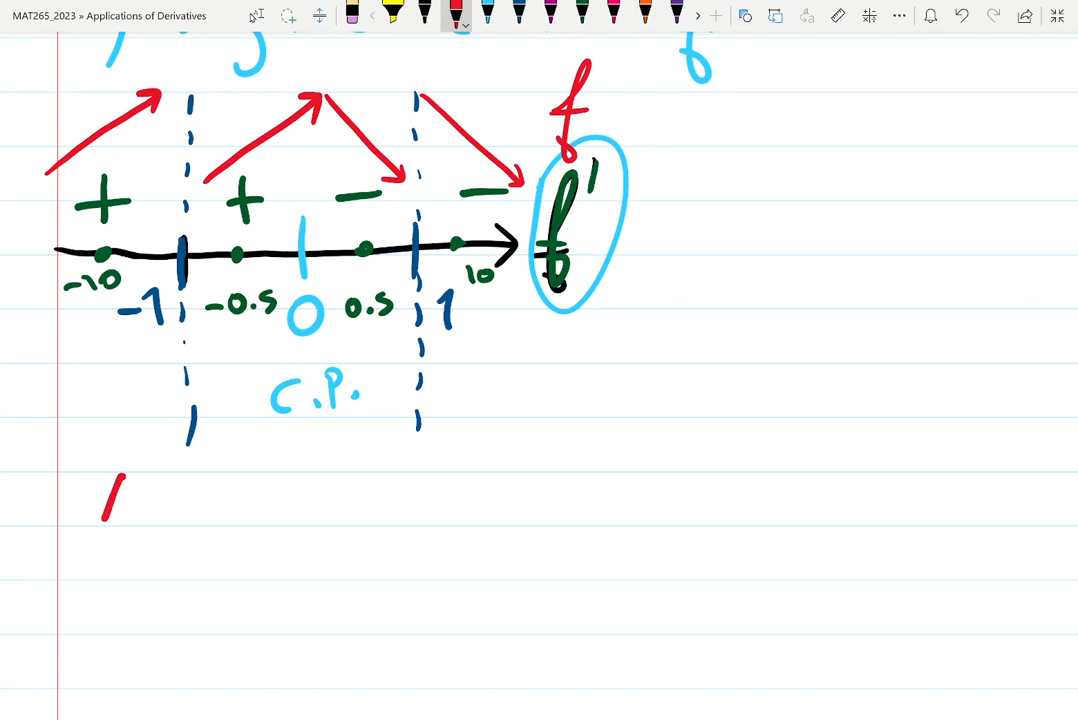 MAT265_2023 » Applications of Derivatives
f
+ + − − f'
-10 -0.5 0.5 10
-1 0 1
C.P.